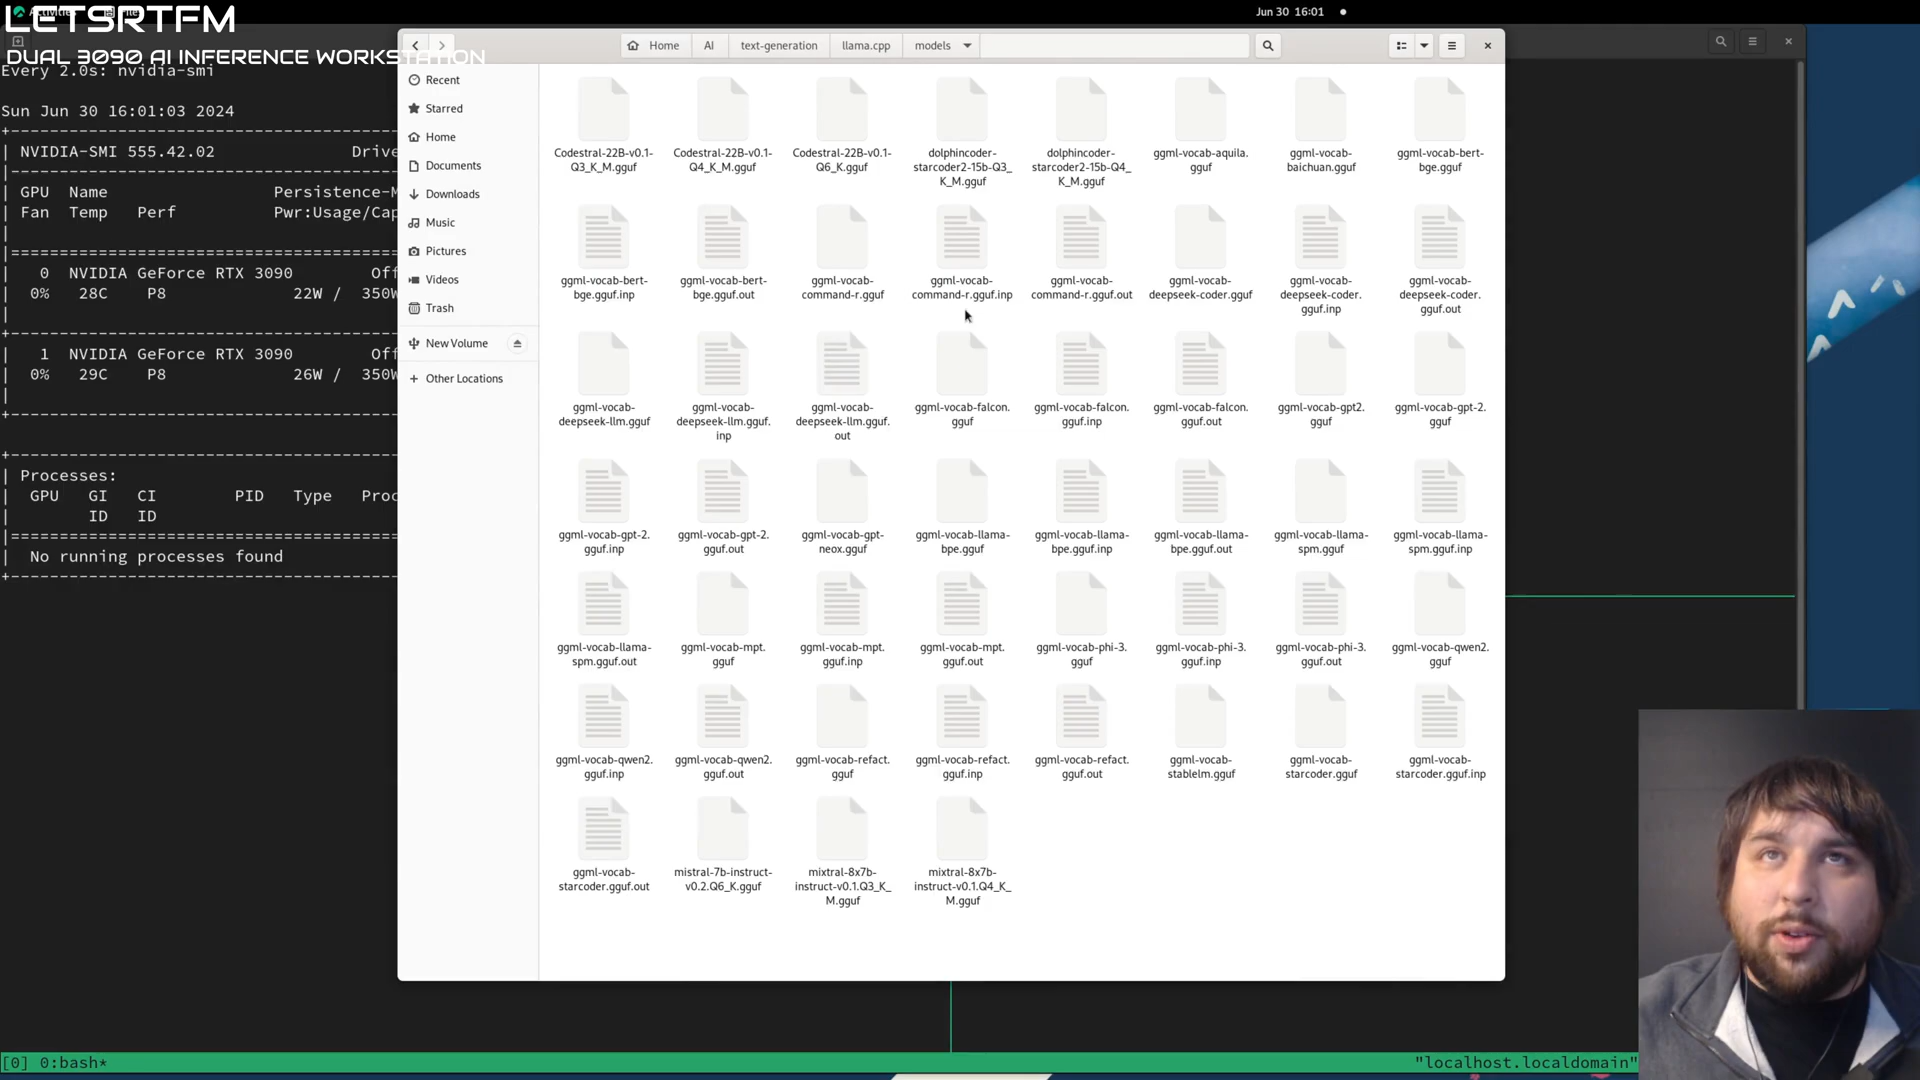 LETSRTFM
DUAL 3090 AI INFERENCE WORKSTATION
Jun 30 16:01
Every 2.0s: nvidia-smi
Sun Jun 30 16:01:03 2024
NVIDIA-SMI 555.42.02 Drive
GPU Name Persistence-M
Fan Temp Perf Pwr:Usage/Cap
0 NVIDIA GeForce RTX 3090 Off
0% 28C P8 22W / 350W
1 NVIDIA GeForce RTX 3090 Off
0% 29C P8 26W / 350W
Processes:
GPU GI CI PID Type Proc
ID ID
No running processes found
Home AI text-generation llama.cpp models
Recent
Starred
Home
Documents
Downloads
Music
Pictures
Videos
Trash
New Volume
Other Locations
Codestral-22B-v0.1-
Q3_K_M.gguf
Codestral-22B-v0.1-
Q4_K_M.gguf
Codestral-22B-v0.1-
Q6_K.gguf
dolphincoder-
starcoder2-15b-Q3_
K_M.gguf
dolphincoder-
starcoder2-15b-Q4_
K_M.gguf
ggml-vocab-aquila.
gguf
ggml-vocab-
baichuan.gguf
ggml-vocab-bert-
bge.gguf
ggml-vocab-bert-
bge.gguf.inp
ggml-vocab-bert-
bge.gguf.out
ggml-vocab-
command-r.gguf
ggml-vocab-
command-r.gguf.inp
ggml-vocab-
command-r.gguf.out
ggml-vocab-
deepseek-coder.gguf
ggml-vocab-
deepseek-coder.
gguf.inp
ggml-vocab-
deepseek-coder.
gguf.out
ggml-vocab-
deepseek-llm.gguf
ggml-vocab-
deepseek-llm.gguf.
inp
ggml-vocab-
deepseek-llm.gguf.
out
ggml-vocab-falcon.
gguf
ggml-vocab-falcon.
gguf.inp
ggml-vocab-falcon.
gguf.out
ggml-vocab-gpt2.
gguf
ggml-vocab-gpt-2.
gguf
ggml-vocab-gpt-2.
gguf.inp
ggml-vocab-gpt-2.
gguf.out
ggml-vocab-gpt-
neox.gguf
ggml-vocab-llama-
bpe.gguf
ggml-vocab-llama-
bpe.gguf.inp
ggml-vocab-llama-
bpe.gguf.out
ggml-vocab-llama-
spm.gguf
ggml-vocab-llama-
spm.gguf.inp
ggml-vocab-llama-
spm.gguf.out
ggml-vocab-mpt.
gguf
ggml-vocab-mpt.
gguf.inp
ggml-vocab-mpt.
gguf.out
ggml-vocab-phi-3.
gguf
ggml-vocab-phi-3.
gguf.inp
ggml-vocab-phi-3.
gguf.out
ggml-vocab-qwen2.
gguf
ggml-vocab-qwen2.
gguf.inp
ggml-vocab-qwen2.
gguf.out
ggml-vocab-refact.
gguf
ggml-vocab-refact.
gguf.inp
ggml-vocab-refact.
gguf.out
ggml-vocab-
stablelm.gguf
ggml-vocab-
starcoder.gguf
ggml-vocab-
starcoder.gguf.inp
ggml-vocab-
starcoder.gguf.out
mistral-7b-instruct-
v0.2.Q6_K.gguf
mixtral-8x7b-
instruct-v0.1.Q3_K_
M.gguf
mixtral-8x7b-
instruct-v0.1.Q4_K_
M.gguf
[0] 0:bash* "localhost.localdomain"